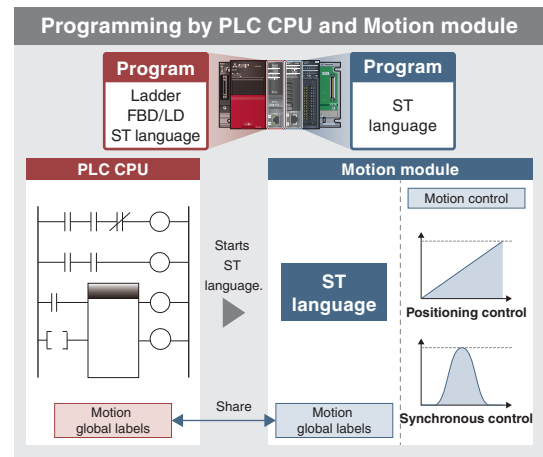 Programming by PLC CPU and Motion module
Program
Ladder
FBD/LD
ST language
Program
ST
language
PLC CPU
Motion module
Starts
ST
language.
ST
language
Motion control
Positioning control
Synchronous control
Motion
global labels
Share
Motion
global labels